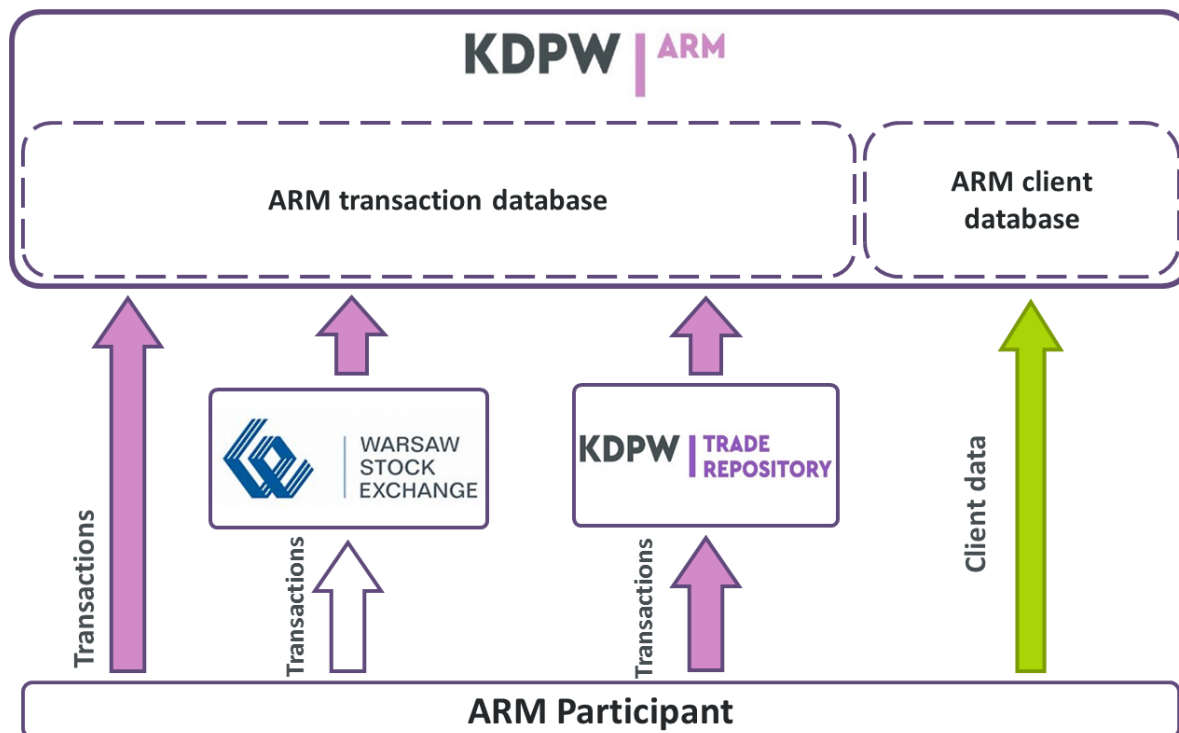 KDPW ARM
ARM transaction database
ARM client
database
WARSAW
STOCK
EXCHANGE
KDPW TRADE
REPOSITORY
Transactions
Transactions
Transactions
Client data
ARM Participant